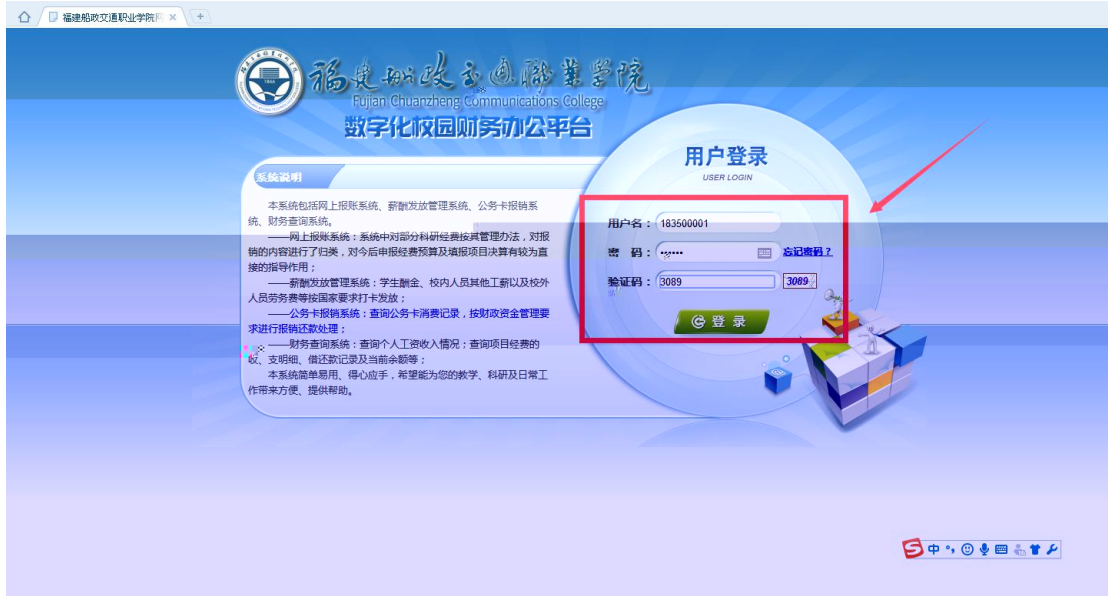 福建船政交通职业学院网
福建船政交通職業学院
Fujian Chuanzheng Communications College
数字化校园财务办公平台
用户登录
USER LOGIN
系统说明
本系统包括网上报账系统、薪酬发放管理系统、公务卡报销系
统、财务查询系统。
——网上报账系统：系统中对部分科研经费按其管理办法，对报
销的内容进行了归类，对今后申报经费预算及填报项目决算有较为直
接的指导作用；
——薪酬发放管理系统：学生酬金、校内人员其他工薪以及校外
人员劳务费等按国家要求打卡发放；
——公务卡报销系统：查询公务卡消费记录，按财政资金管理要
求进行报销还款处理；
——财务查询系统：查询个人工资收入情况；查询项目经费的
收、支明细、借还款记录及当前余额等；
本系统简单易用、得心应手，希望能为您的教学、科研及日常工
作带来方便、提供帮助。
用户名： 183500001
密 码： •••••• 忘记密码？
验证码： 3089 3089
登 录
中